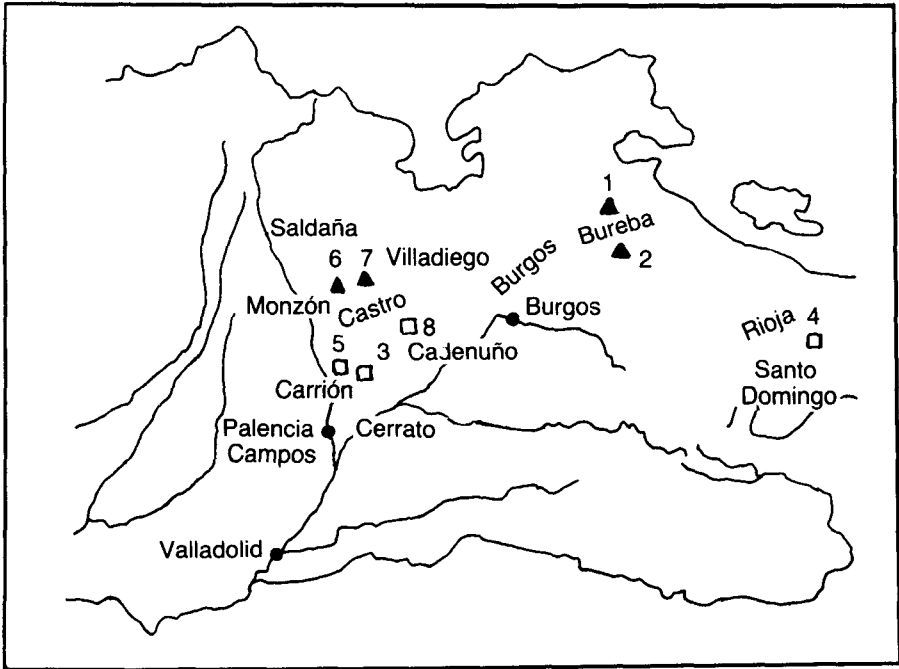 1
Bureba
2
Saldaña
6 7 Villadiego
Burgos
Monzón Castro
Burgos
8
Rioja 4
5 3
Carrión
Santo
Domingo
Palencia Cerrato
Campos
Valladolid